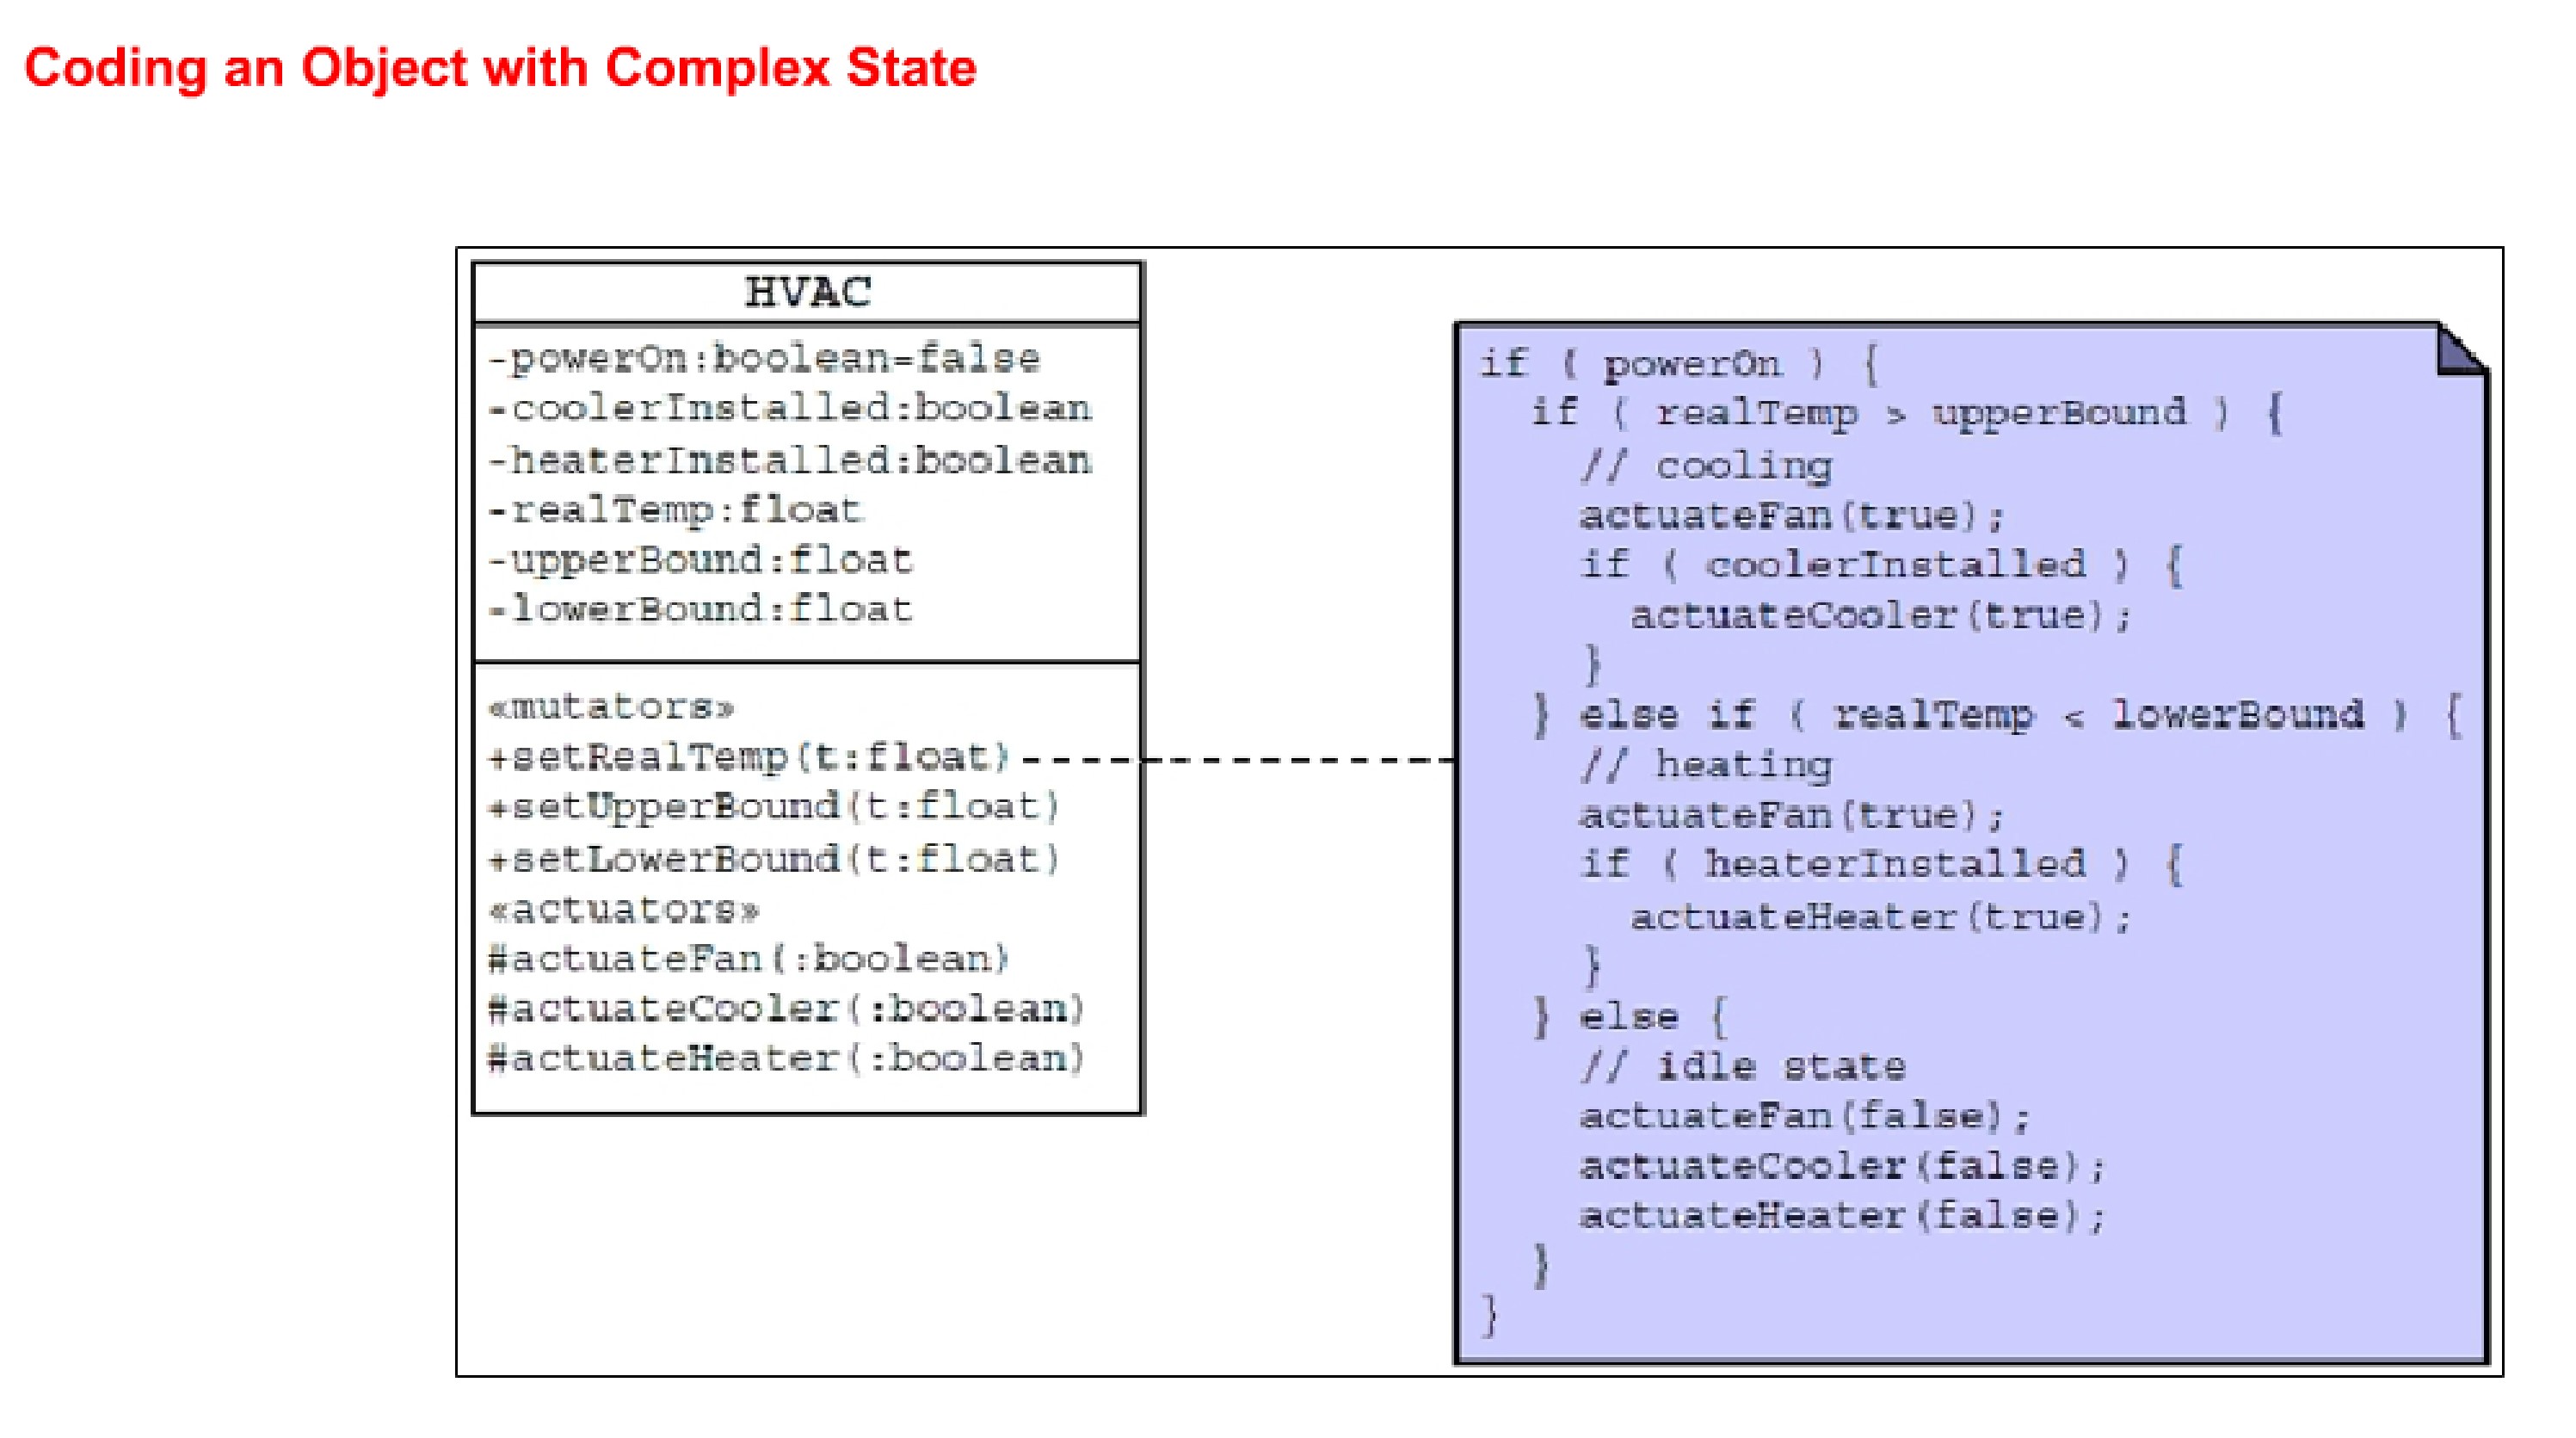 Coding an Object with Complex State
HVAC
-powerOn:boolean=false
-coolerInstalled:boolean
-heaterInstalled:boolean
-realTemp:float
-upperBound:float
-lowerBound:float
«mutators»
+setRealTemp(t:float)
+setUpperBound(t:float)
+setLowerBound(t:float)
«actuators»
#actuateFan(:boolean)
#actuateCooler(:boolean)
#actuateHeater(:boolean)
if ( powerOn ) {
if ( realTemp > upperBound ) {
// cooling
actuateFan(true);
if ( coolerInstalled ) {
actuateCooler(true);
}
} else if ( realTemp < lowerBound ) {
// heating
actuateFan(true);
if ( heaterInstalled ) {
actuateHeater(true);
}
} else {
// idle state
actuateFan(false);
actuateCooler(false);
actuateHeater(false);
}
}